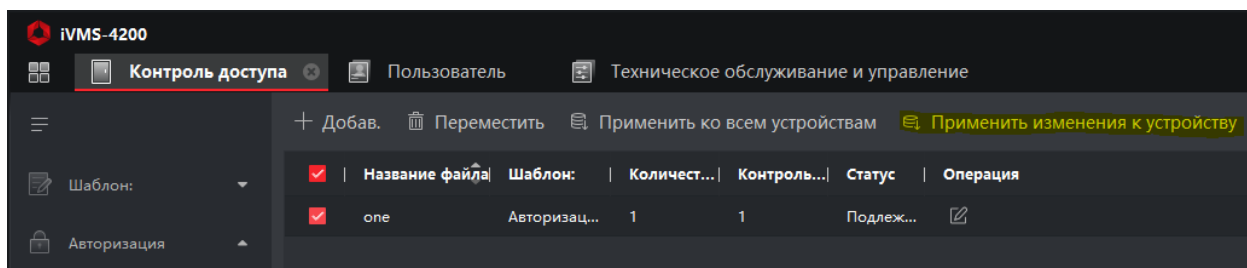 iVMS-4200
Контроль доступа Пользователь Техническое обслуживание и управление
Добав. Переместить Применить ко всем устройствам Применить изменения к устройству
Шаблон:
Название файла Шаблон: Количест... Контроль... Статус Операция
one Авторизац... 1 1 Подлеж...
Авторизация